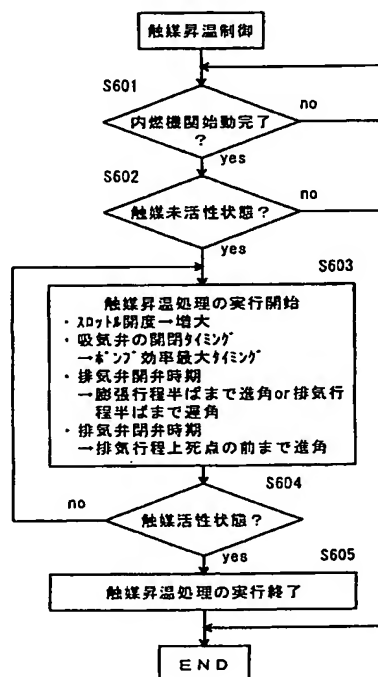 触媒昇温制御
S601
no
内燃機関始動完了
?
yes
S602
no
触媒未活性状態?
yes
S603
触媒昇温処理の実行開始
・ スロットル開度→増大
・ 吸気弁の開閉タイミング
→ポンプ効率最大タイミング
・ 排気弁開弁時期
→膨張行程半ばまで進角or排気行
程半ばまで遅角
・ 排気弁閉弁時期
→排気行程上死点の前まで進角
S604
no
触媒活性状態?
yes
S605
触媒昇温処理の実行終了
END